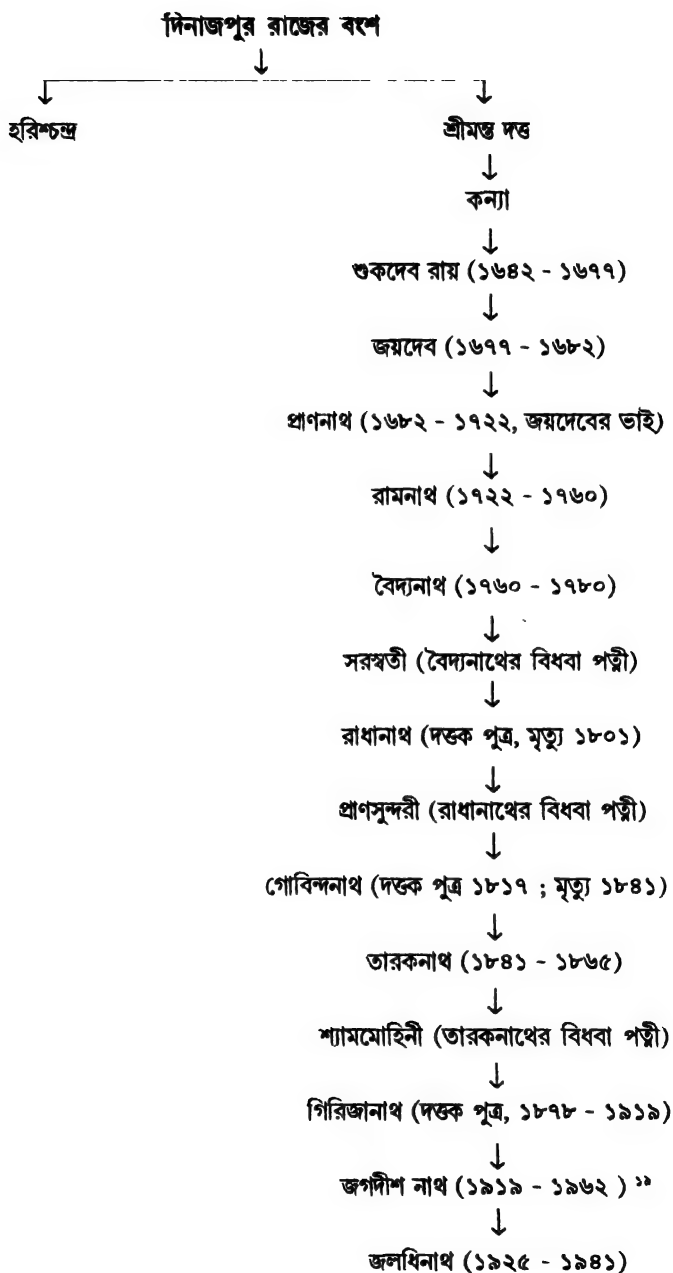 দিনাজপুর রাজের বংশ
হরিশ্চন্দ্র শ্রীমন্ত দত্ত
কন্যা
শুকদেব রায় (১৬৪২ - ১৬৭৭)
জয়দেব (১৬৭৭ - ১৬৮২)
প্রাণনাথ (১৬৮২ - ১৭২২, জয়দেবের ভাই)
রামনাথ (১৭২২ - ১৭৬০)
বৈদ্যনাথ (১৭৬০ - ১৭৮০)
সরস্বতী (বৈদ্যনাথের বিধবা পত্নী)
রাধানাথ (দত্তক পুত্র, মৃত্যু ১৮০১)
প্রাণসুন্দরী (রাধানাথের বিধবা পত্নী)
গোবিন্দনাথ (দত্তক পুত্র ১৮১৭ ; মৃত্যু ১৮৪১)
তারকনাথ (১৮৪১ - ১৮৬৫)
শ্যামমোহিনী (তারকনাথের বিধবা পত্নী)
গিরিজানাথ (দত্তক পুত্র, ১৮৭৮ - ১৯১৯)
জগদীশ নাথ (১৯১৯ - ১৯৬২ ) ১৯
জলধিনাথ (১৯২৫ - ১৯৪১)